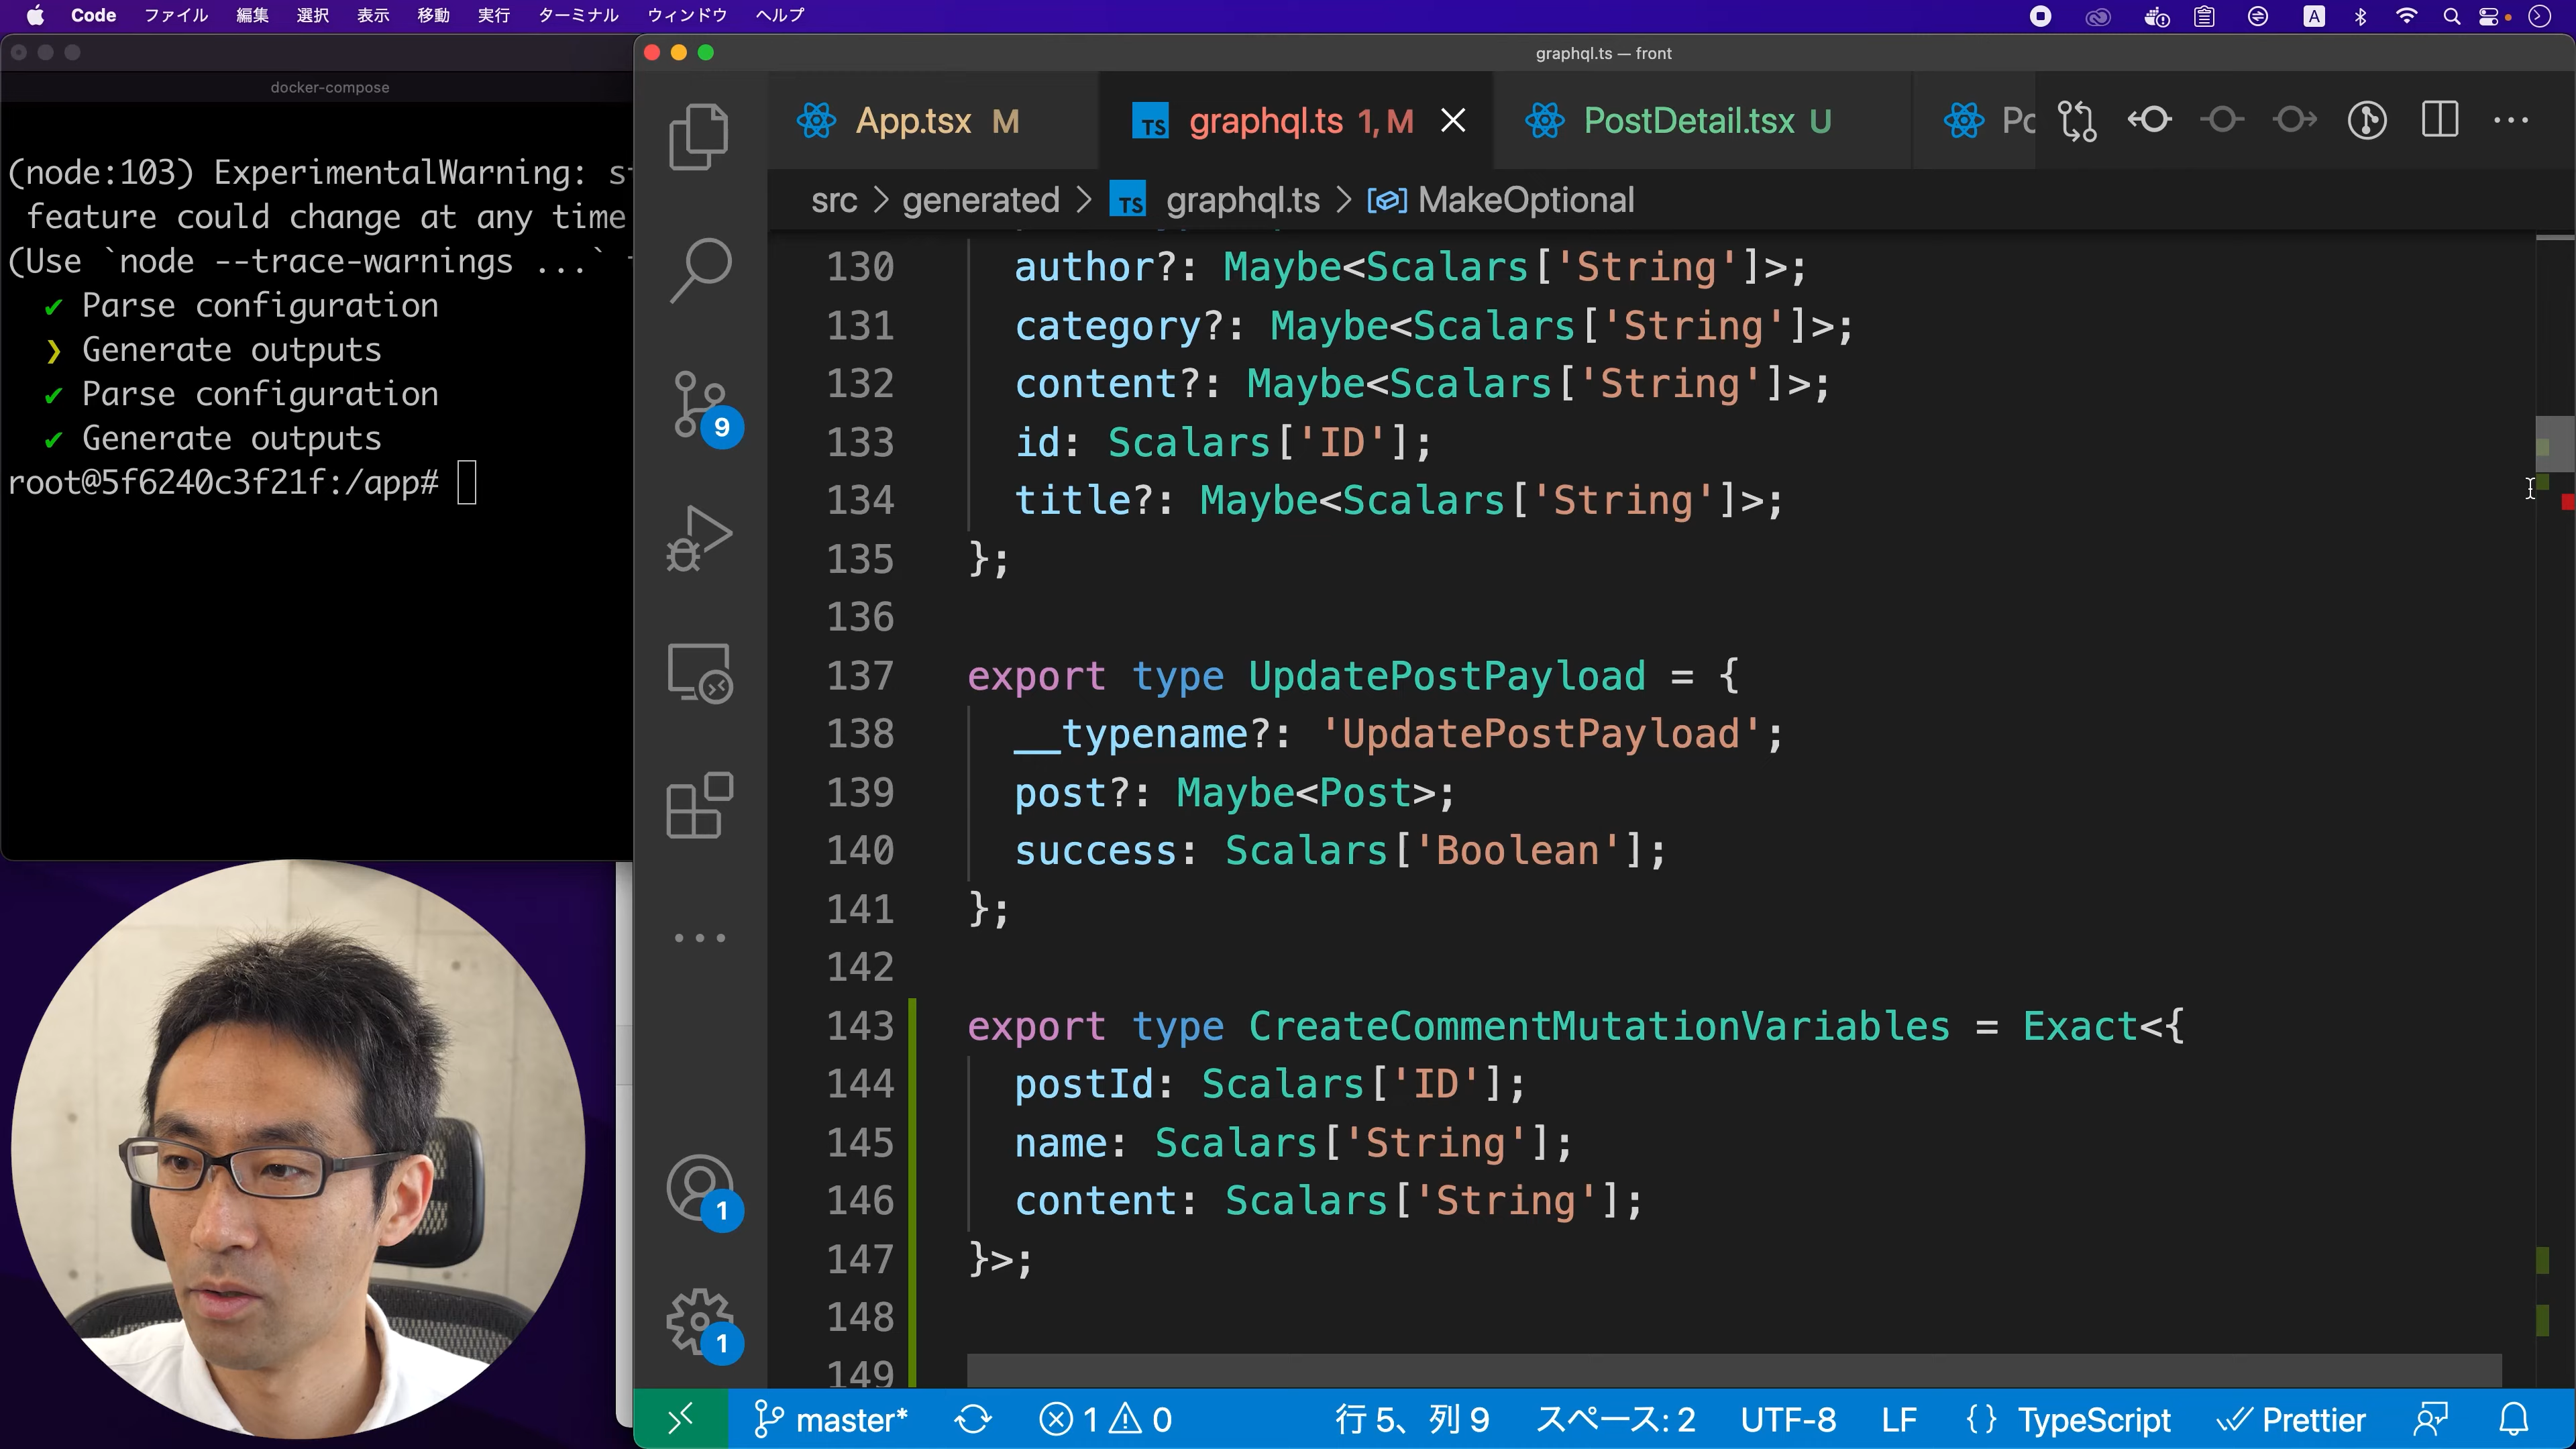 Code ファイル 編集 選択 表示 移動 実行 ターミナル ウィンドウ ヘルプ A
docker-compose
(node:103) ExperimentalWarning:
feature could change at any time
(Use `node --trace-warnings ...`
✔ Parse configuration
❯ Generate outputs
✔ Parse configuration
✔ Generate outputs
root@5f6240c3f21f:/app#
graphql.ts — front
App.tsx M
TS graphql.ts 1, M
PostDetail.tsx U
src > generated > TS graphql.ts > MakeOptional
130 author?: Maybe<Scalars['String']>;
131 category?: Maybe<Scalars['String']>;
132 content?: Maybe<Scalars['String']>;
133 id: Scalars['ID'];
134 title?: Maybe<Scalars['String']>;
135 };
136
137 export type UpdatePostPayload = {
138 __typename?: 'UpdatePostPayload';
139 post?: Maybe<Post>;
140 success: Scalars['Boolean'];
141 };
142
143 export type CreateCommentMutationVariables = Exact<{
144 postId: Scalars['ID'];
145 name: Scalars['String'];
146 content: Scalars['String'];
147 }>;
148
149
9
1
1
master* 1 0 行 5、列 9 スペース: 2 UTF-8 LF {} TypeScript Prettier